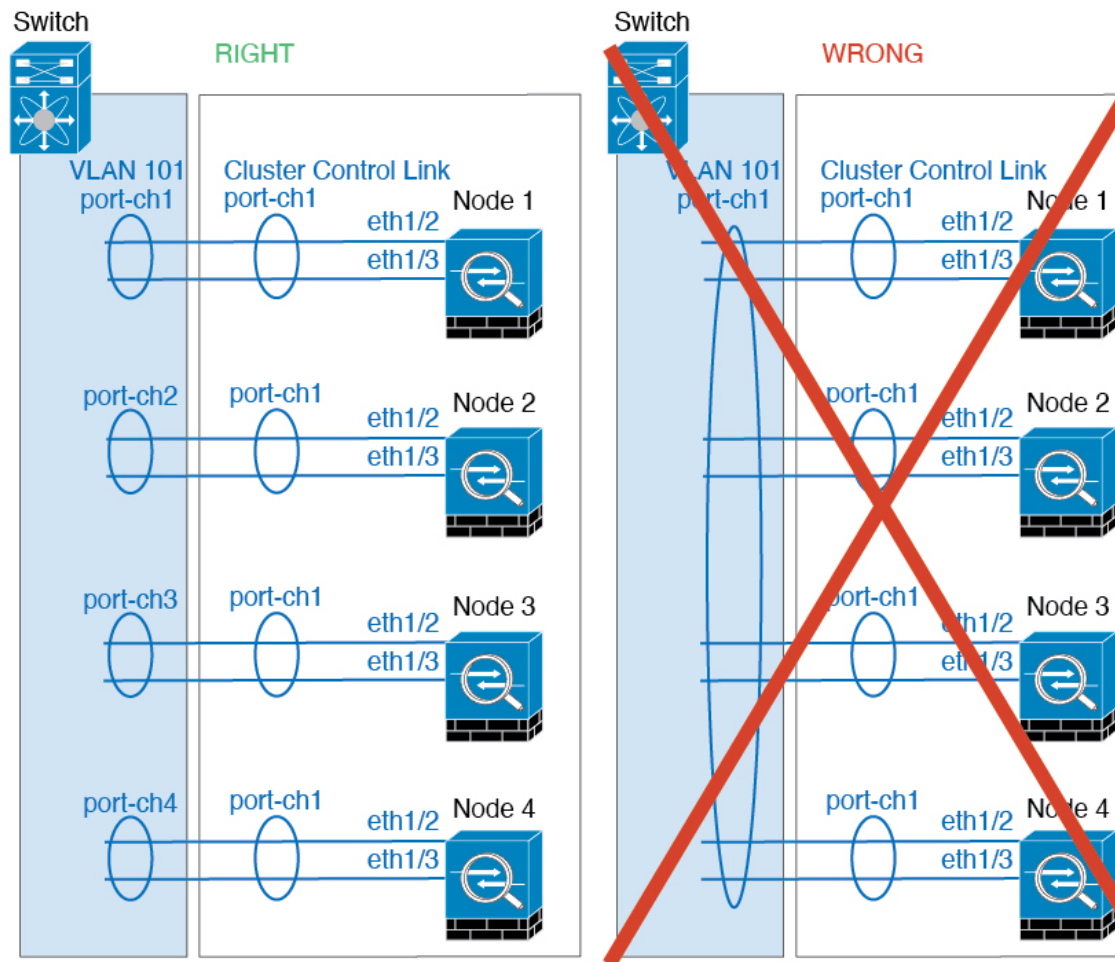 Switch
RIGHT
VLAN 101
port-ch1
Cluster Control Link
port-ch1
eth1/2
eth1/3
Node 1
port-ch2
port-ch1
eth1/2
eth1/3
Node 2
port-ch3
port-ch1
eth1/2
eth1/3
Node 3
port-ch4
port-ch1
eth1/2
eth1/3
Node 4
Switch
WRONG
VLAN 101
port-ch1
Cluster Control Link
port-ch1
eth1/2
eth1/3
Node 1
port-ch1
eth1/2
eth1/3
Node 2
port-ch1
eth1/2
eth1/3
Node 3
port-ch1
eth1/2
eth1/3
Node 4